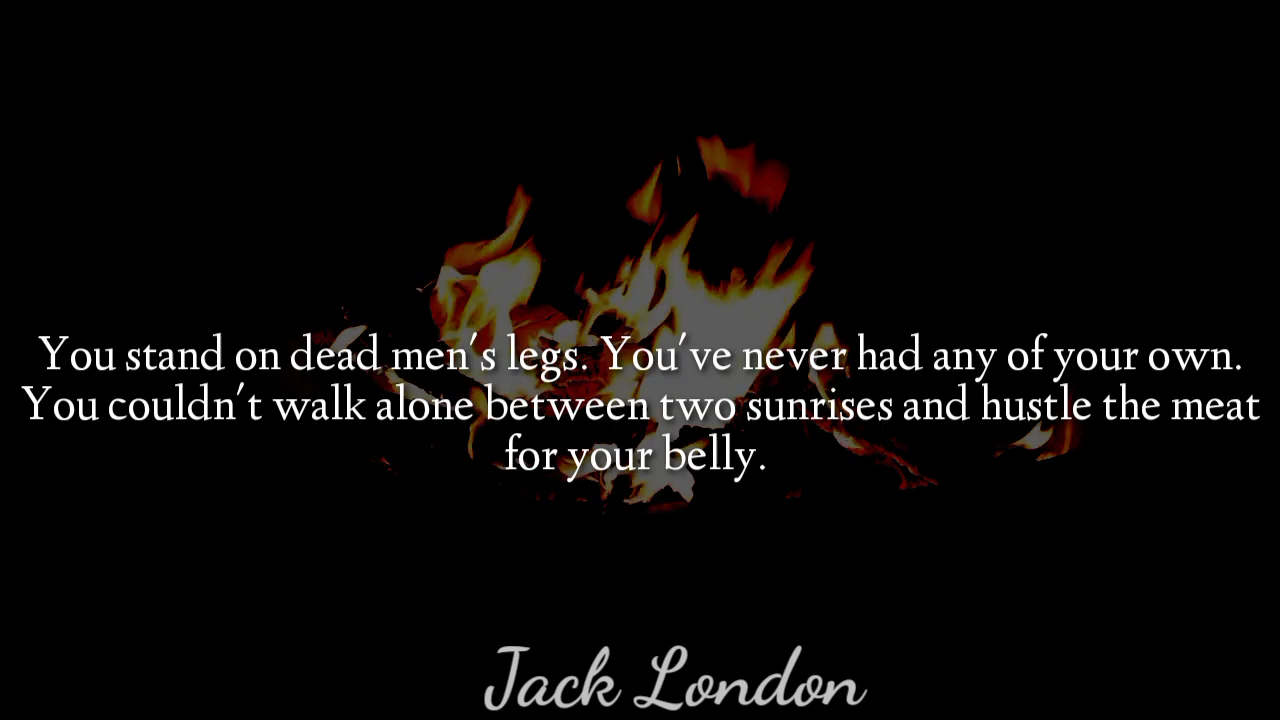 You stand on dead men's legs. You've never had any of your own.
You couldn't walk alone between two sunrises and hustle the meat
for your belly.
Jack London